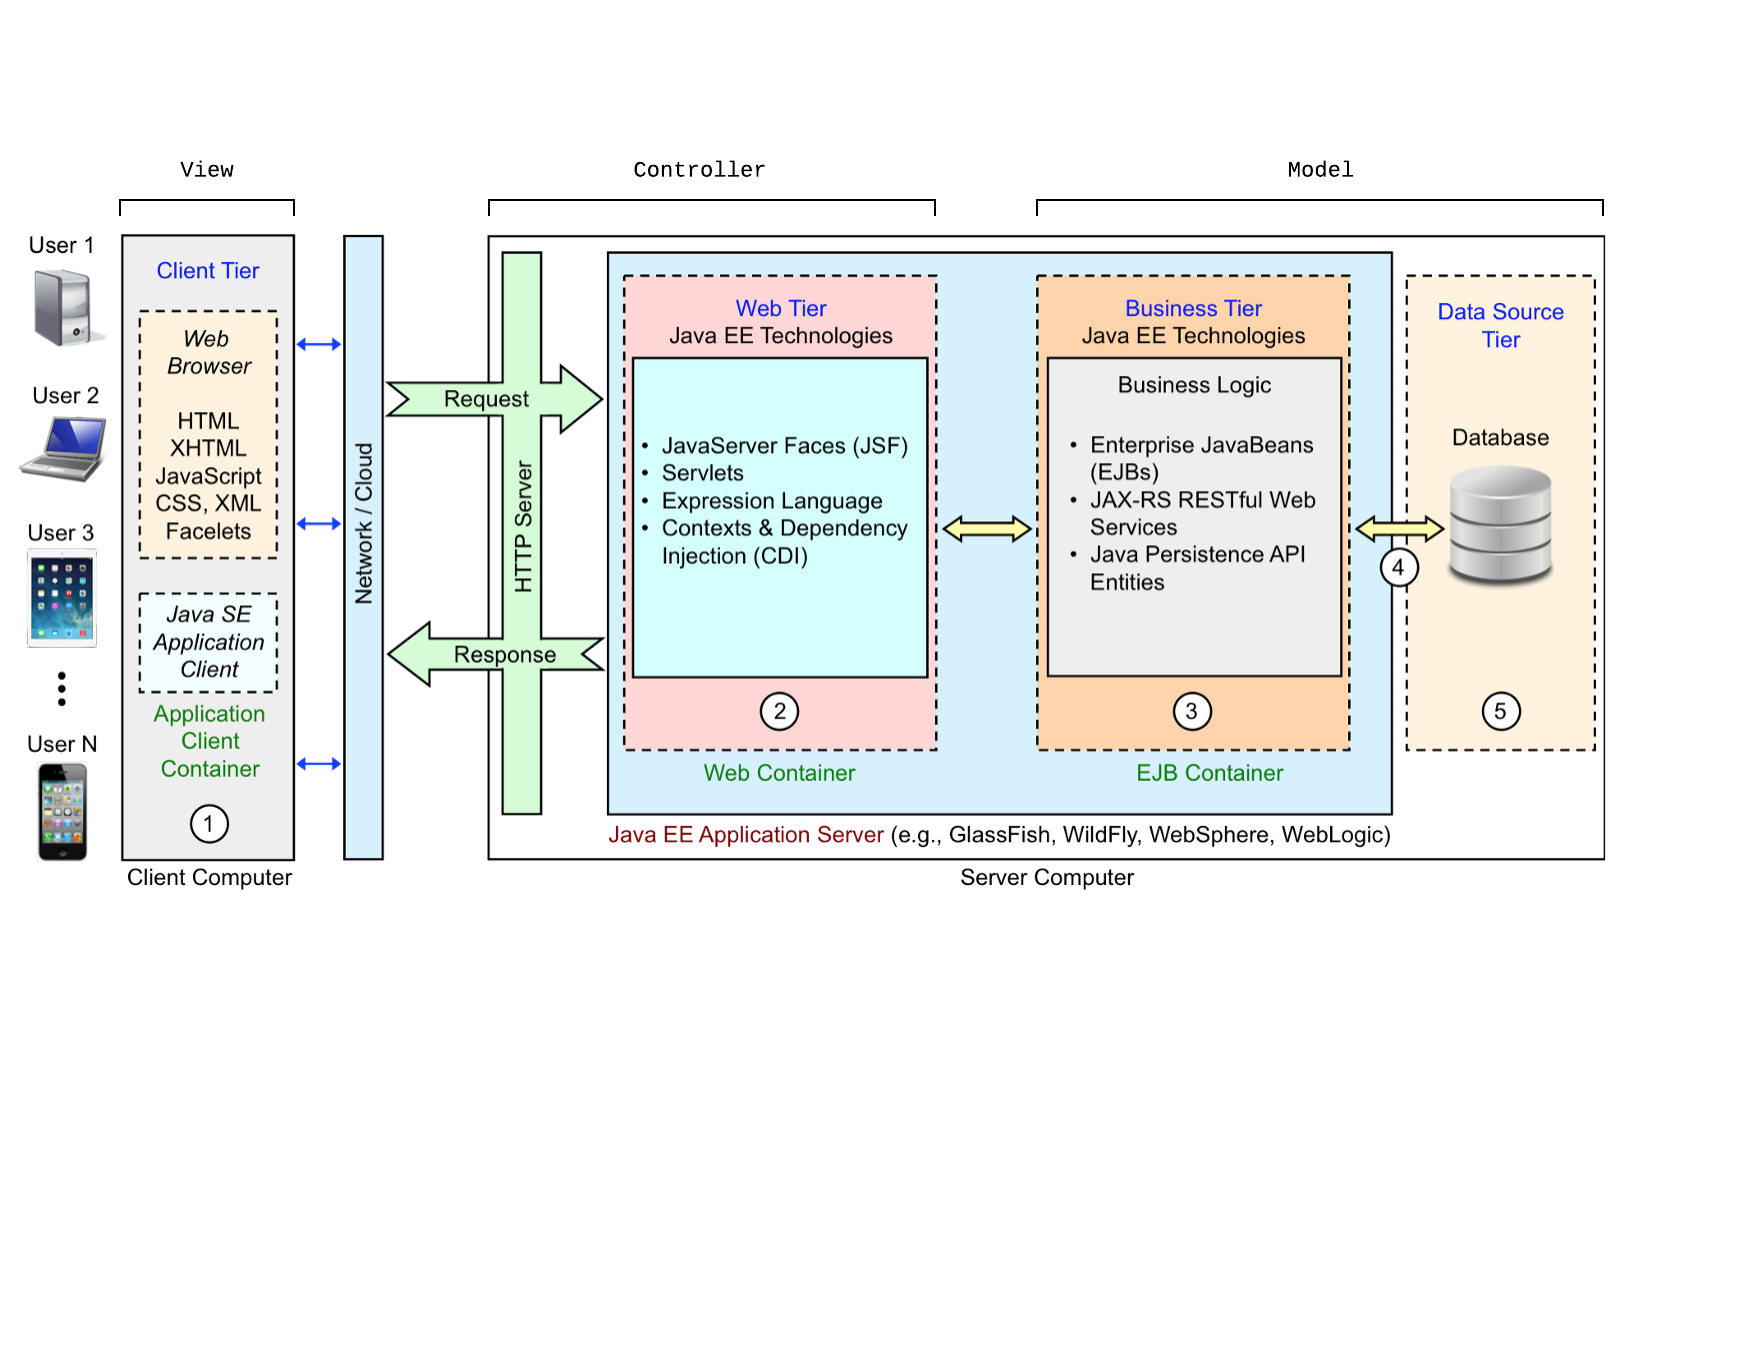 View
Controller
Model
User 1
User 2
User 3
User N
Client Tier
Web
Browser
HTML
XHTML
JavaScript
CSS, XML
Facelets
Java SE
Application
Client
Application
Client
Container
1
Client Computer
Network / Cloud
Request
Response
HTTP Server
Web Tier
Java EE Technologies
• JavaServer Faces (JSF)
• Servlets
• Expression Language
• Contexts & Dependency
Injection (CDI)
2
Web Container
Business Tier
Java EE Technologies
Business Logic
• Enterprise JavaBeans
(EJBs)
• JAX-RS RESTful Web
Services
• Java Persistence API
Entities
3
EJB Container
4
Data Source
Tier
Database
5
Java EE Application Server (e.g., GlassFish, WildFly, WebSphere, WebLogic)
Server Computer